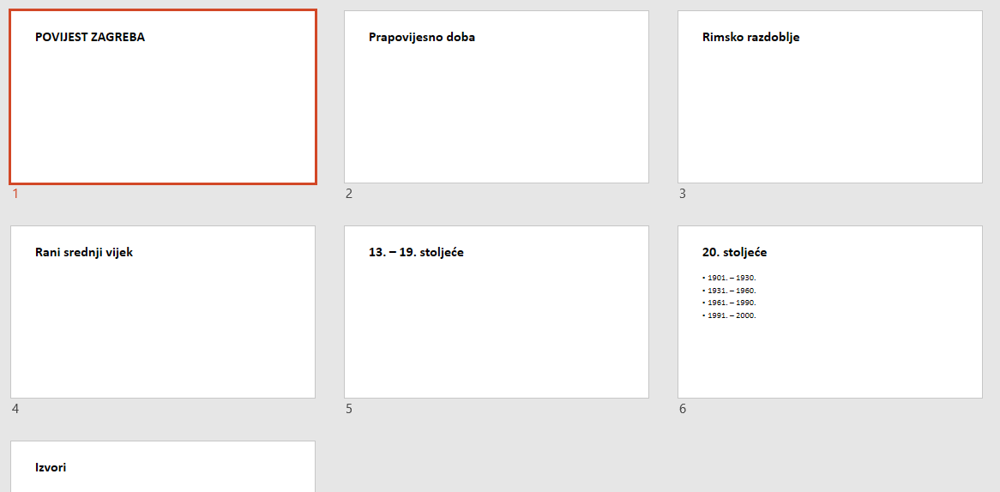 POVIJEST ZAGREBA
1
Prapovijesno doba
2
Rimsko razdoblje
3
Rani srednji vijek
4
13. – 19. stoljeće
5
20. stoljeće
• 1901. – 1930.
• 1931. – 1960.
• 1961. – 1990.
• 1991. – 2000.
6
Izvori